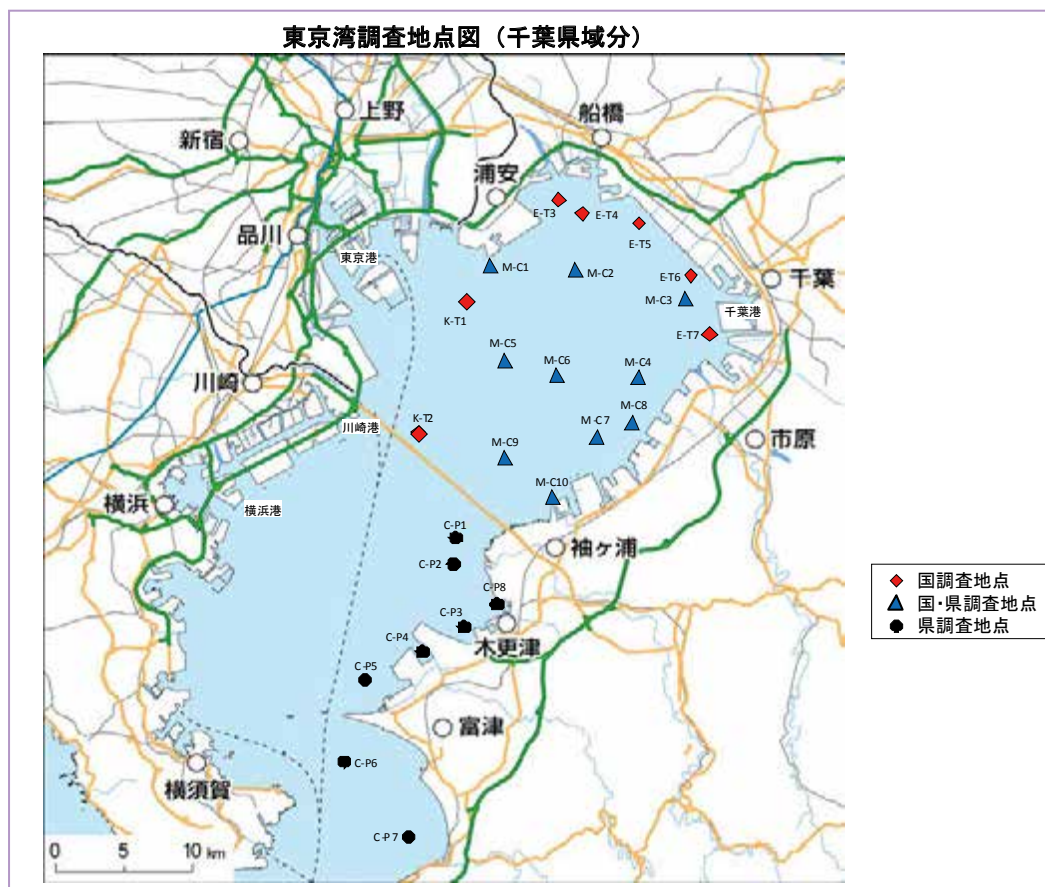 東京湾調査地点図（千葉県域分）
上野
船橋
新宿
浦安
E-T3
E-T4
E-T5
品川
東京港
M-C1
M-C2
E-T6
千葉
M-C3
K-T1
千葉港
E-T7
M-C5
M-C6
M-C4
川崎
K-T2
川崎港
M-C8
M-C7
市原
M-C9
M-C10
横浜
横浜港
C-P1
袖ヶ浦
C-P2
C-P8
C-P3
木更津
C-P4
C-P5
富津
C-P6
横須賀
C-P7
0 5 10 km
国調査地点
国・県調査地点
県調査地点